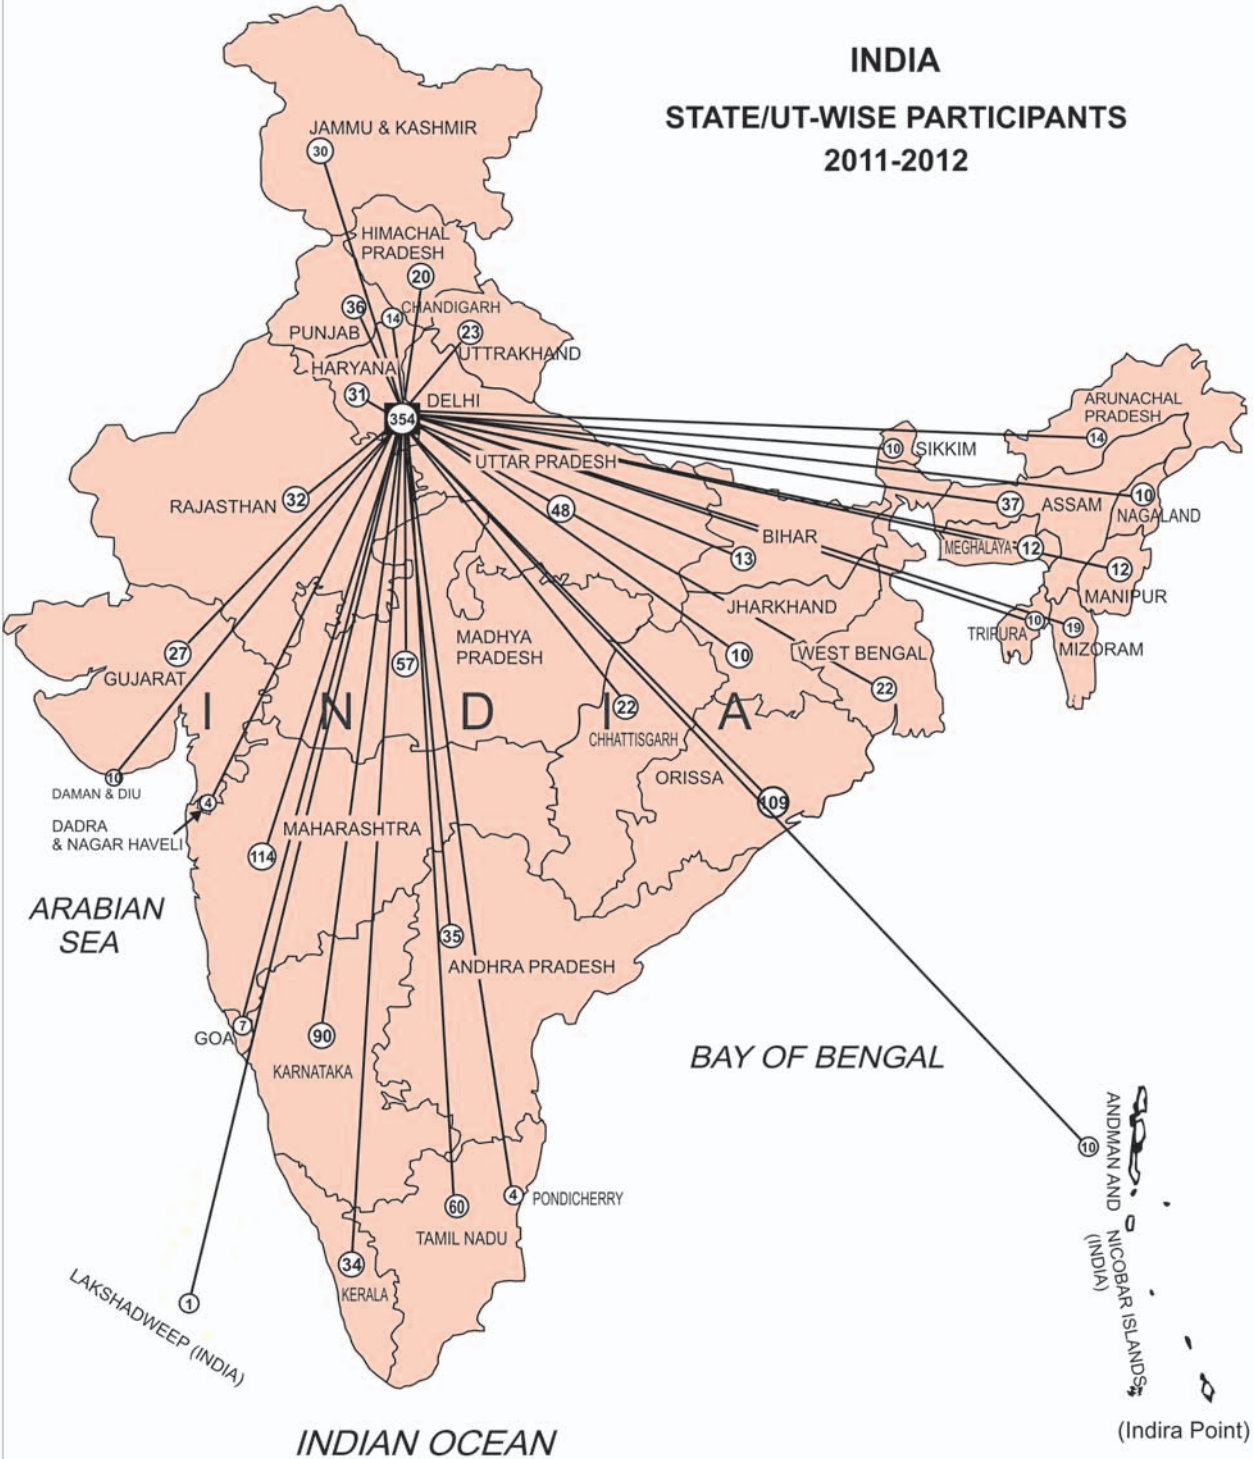 INDIA
STATE/UT-WISE PARTICIPANTS
2011-2012
JAMMU & KASHMIR
30
HIMACHAL
PRADESH
20
36
14
CHANDIGARH
PUNJAB
23
UTTRAKHAND
HARYANA
31
DELHI
354
ARUNACHAL
PRADESH
14
10
SIKKIM
UTTAR PRADESH
RAJASTHAN
32
48
37
ASSAM
10
NAGALAND
BIHAR
13
MEGHALAYA
12
12
MANIPUR
JHARKHAND
10
TRIPURA
10
19
MIZORAM
27
GUJARAT
57
MADHYA
PRADESH
WEST BENGAL
22
I N D I A
22
CHHATTISGARH
ORISSA
109
10
DAMAN & DIU
4
DADRA
& NAGAR HAVELI
MAHARASHTRA
114
ARABIAN
SEA
35
ANDHRA PRADESH
7
GOA
90
KARNATAKA
BAY OF BENGAL
10
ANDMAN AND NICOBAR ISLANDS
(INDIA)
4
PONDICHERRY
60
TAMIL NADU
34
KERALA
1
LAKSHADWEEP (INDIA)
(Indira Point)
INDIAN OCEAN